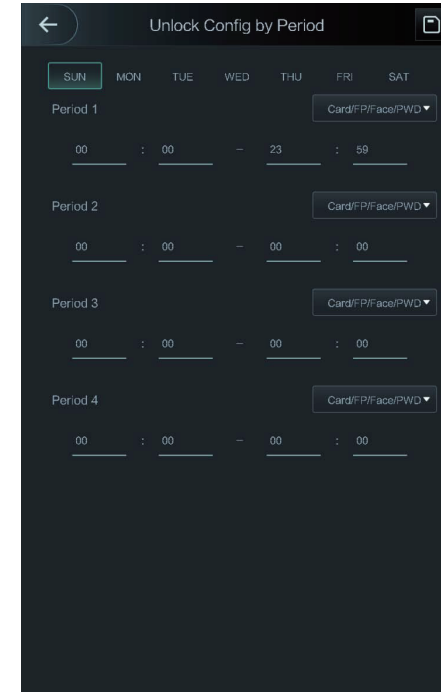 Unlock Config by Period
SUN MON TUE WED THU FRI SAT
Period 1 Card/FP/Face/PWD
00 : 00 – 23 : 59
Period 2 Card/FP/Face/PWD
00 : 00 – 00 : 00
Period 3 Card/FP/Face/PWD
00 : 00 – 00 : 00
Period 4 Card/FP/Face/PWD
00 : 00 – 00 : 00